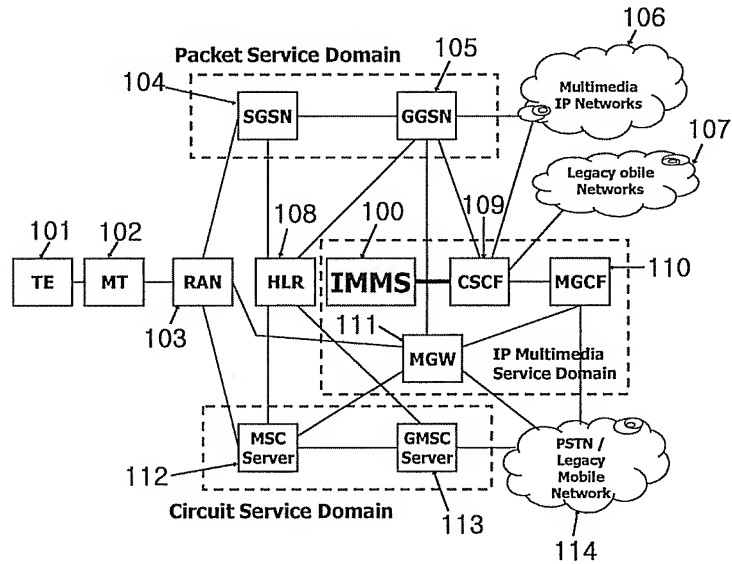 106
Packet Service Domain
105
104
SGSN
GGSN
Multimedia
IP Networks
107
Legacy obile
Networks
101
102
108
100
109
110
TE
MT
RAN
HLR
IMMS
CSCF
MGCF
103
111
MGW
IP Multimedia
Service Domain
MSC
Server
GMSC
Server
PSTN /
Legacy
Mobile
Network
112
113
Circuit Service Domain
114